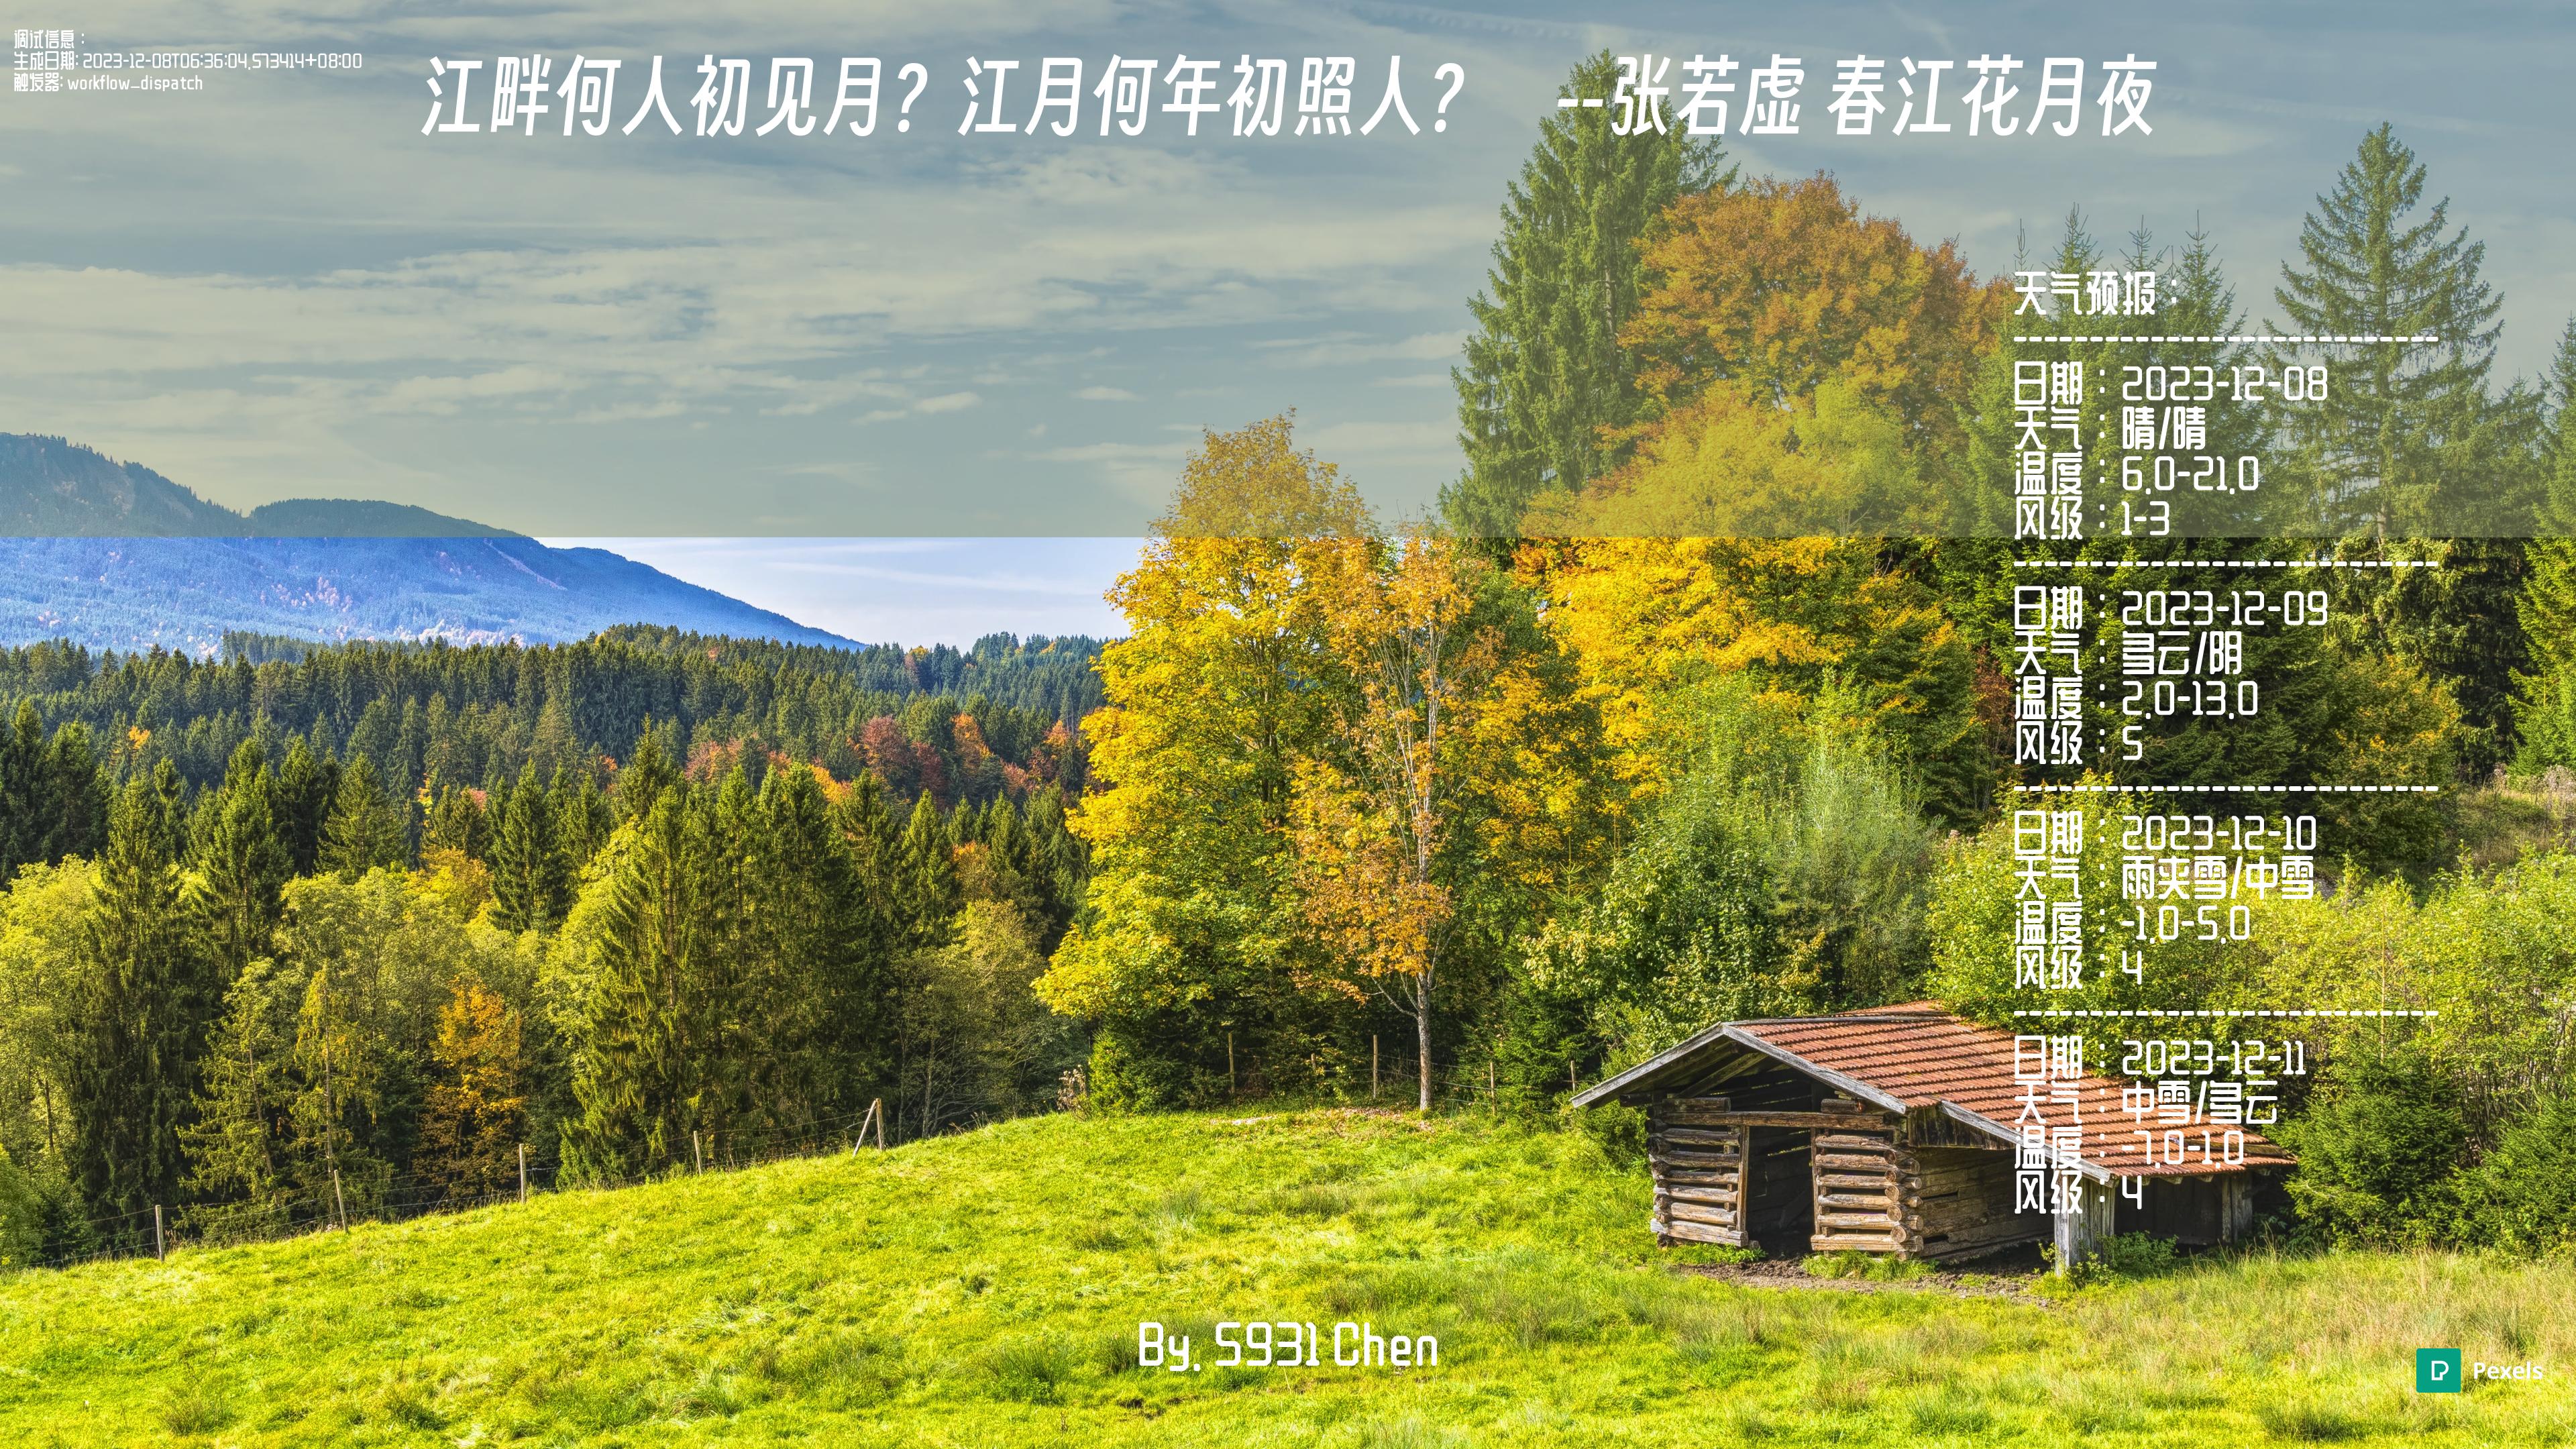 调试信息：
生成日期: 2023-12-08T06:36:04.573414+08:00
触发器: workflow_dispatch
江畔何人初见月？江月何年初照人？ --张若虚 春江花月夜
天气预报：
------------------------------
日期：2023-12-08
天气：晴/晴
温度：6.0-21.0
风级：1-3
------------------------------
日期：2023-12-09
天气：多云/阴
温度：2.0-13.0
风级：5
------------------------------
日期：2023-12-10
天气：雨夹雪/中雪
温度：-1.0-5.0
风级：4
------------------------------
日期：2023-12-11
天气：中雪/多云
温度：-7.0-1.0
风级：4
By. S931 Chen
Pexels